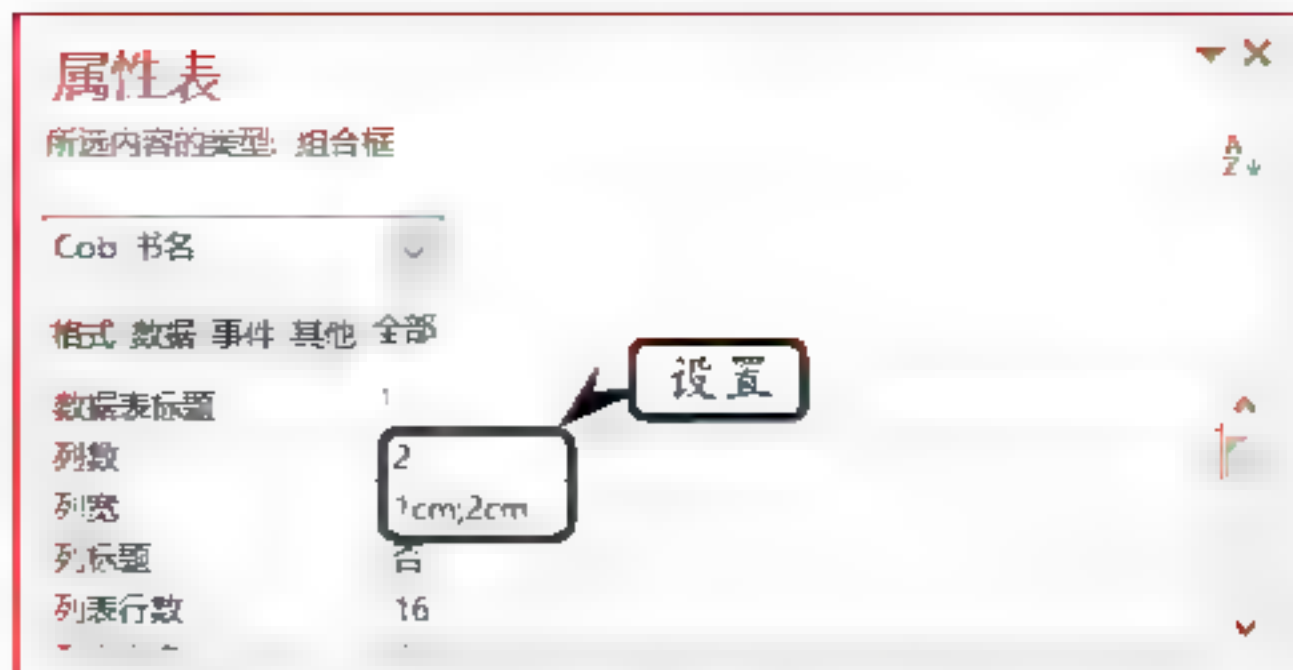 属性表
所选内容的类型: 组合框
A
Z
Cob 书名
格式 数据 事件 其他 全部
设置
数据表标题
列数 2
列宽 1cm;2cm
列标题 否
列表行数 16